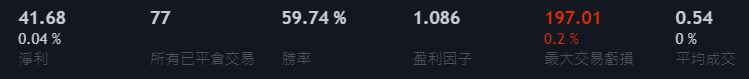 41.68 77 59.74 % 1.086 197.01 0.54
0.04 % 0.2 % 0 %
淨利 所有已平倉交易 勝率 盈利因子 最大交易虧損 平均成交